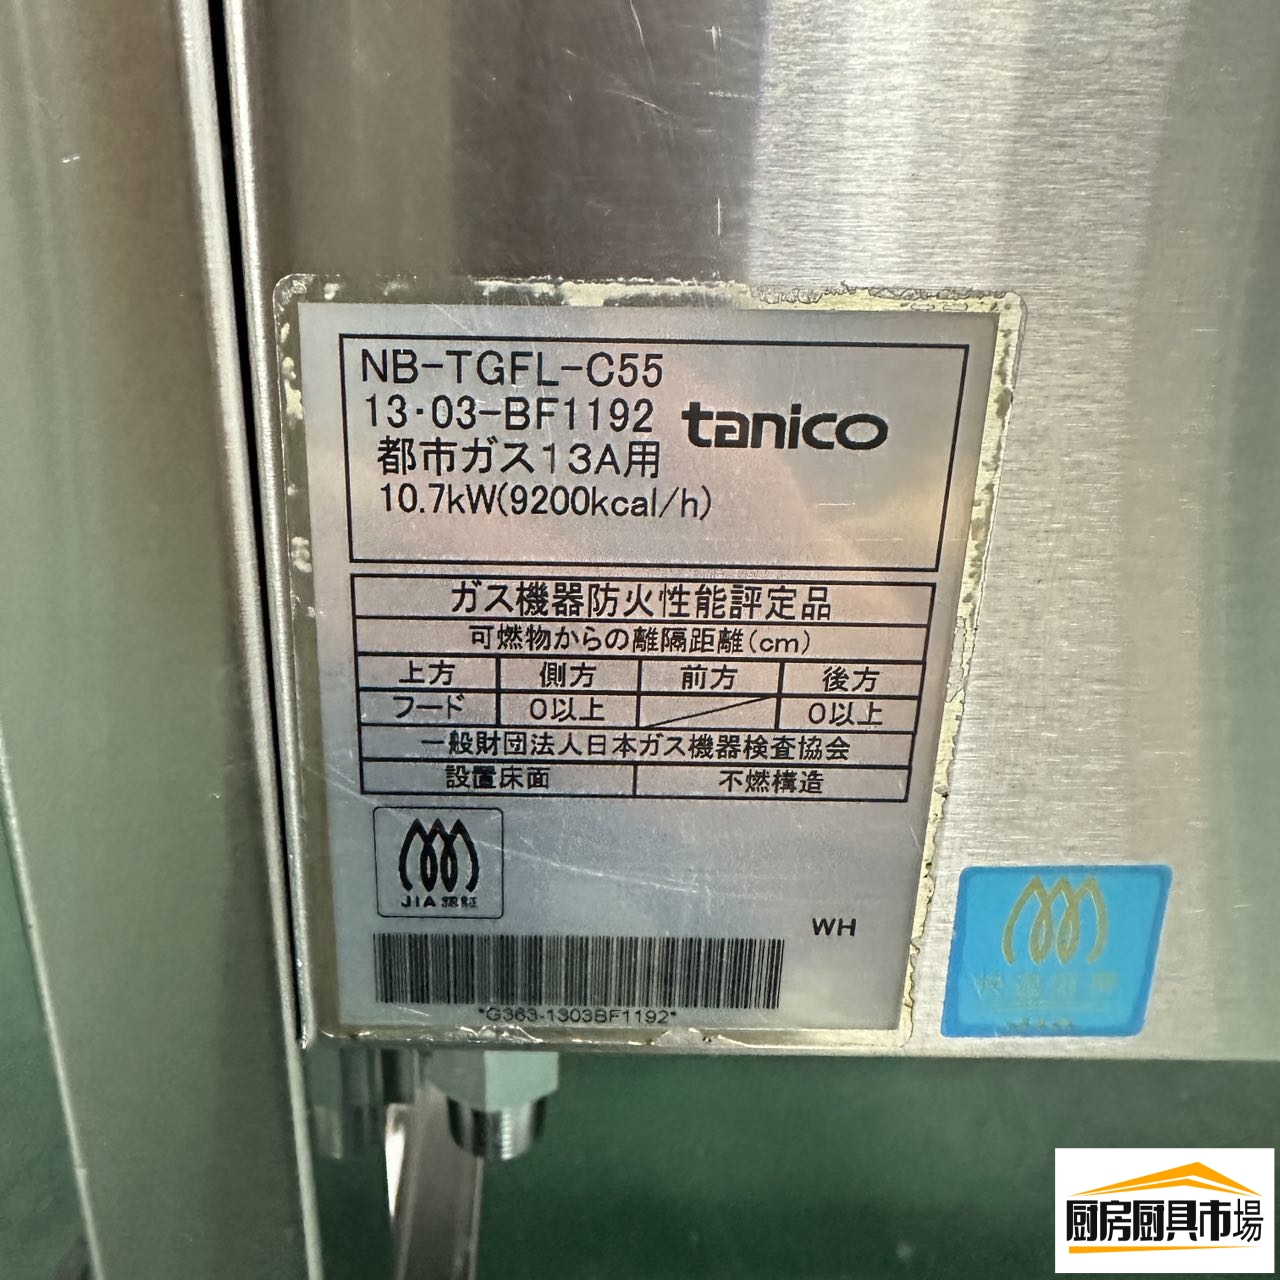 NB-TGFL-C55
13・03-BF1192
tanico
都市ガス13A用
10.7kW(9200kcal/h)
ガス機器防火性能評定品
可燃物からの離隔距離(cm)
上方 側方 前方 後方
フード 0以上 0以上
一般財団法人日本ガス機器検査協会
設置床面 不燃構造
JIA認証
WH
*G363-1303BF1192*
厨房厨具市場